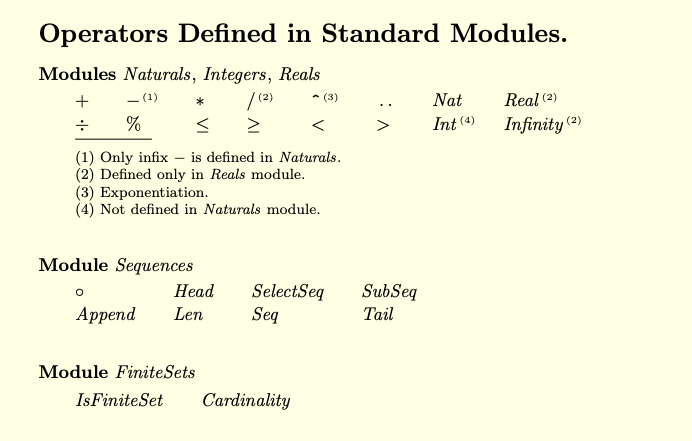 Operators Defined in Standard Modules.
Modules Naturals, Integers, Reals
+ − (1) * / (2) ^ (3) .. Nat Real (2)
÷ % ≤ ≥ < > Int (4) Infinity (2)
(1) Only infix − is defined in Naturals.
(2) Defined only in Reals module.
(3) Exponentiation.
(4) Not defined in Naturals module.
Module Sequences
∘ Head SelectSeq SubSeq
Append Len Seq Tail
Module FiniteSets
IsFiniteSet Cardinality